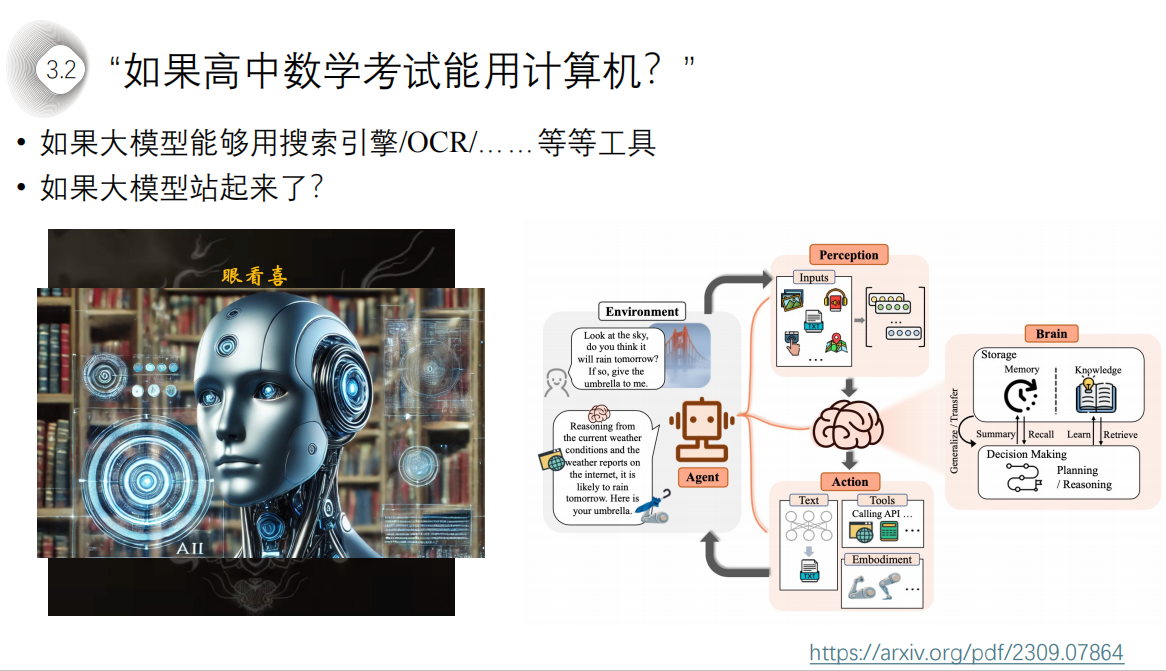 3.2
“如果高中数学考试能用计算机？”
• 如果大模型能够用搜索引擎/OCR/……等等工具
• 如果大模型站起来了？
眼看喜
AII
Environment
Look at the sky,
do you think it
will rain tomorrow?
If so, give the
umbrella to me.
Reasoning from
the current weather
conditions and the
weather reports on
the internet, it is
likely to rain
tomorrow. Here is
your umbrella.
Agent
Perception
Inputs
TXT
...
...
Action
Text
TXT
Tools
Calling API …
...
Embodiment
...
Brain
Storage
Memory
Knowledge
Generalize / Transfer
Summary
Recall
Learn
Retrieve
Decision Making
Planning
/ Reasoning
https://arxiv.org/pdf/2309.07864